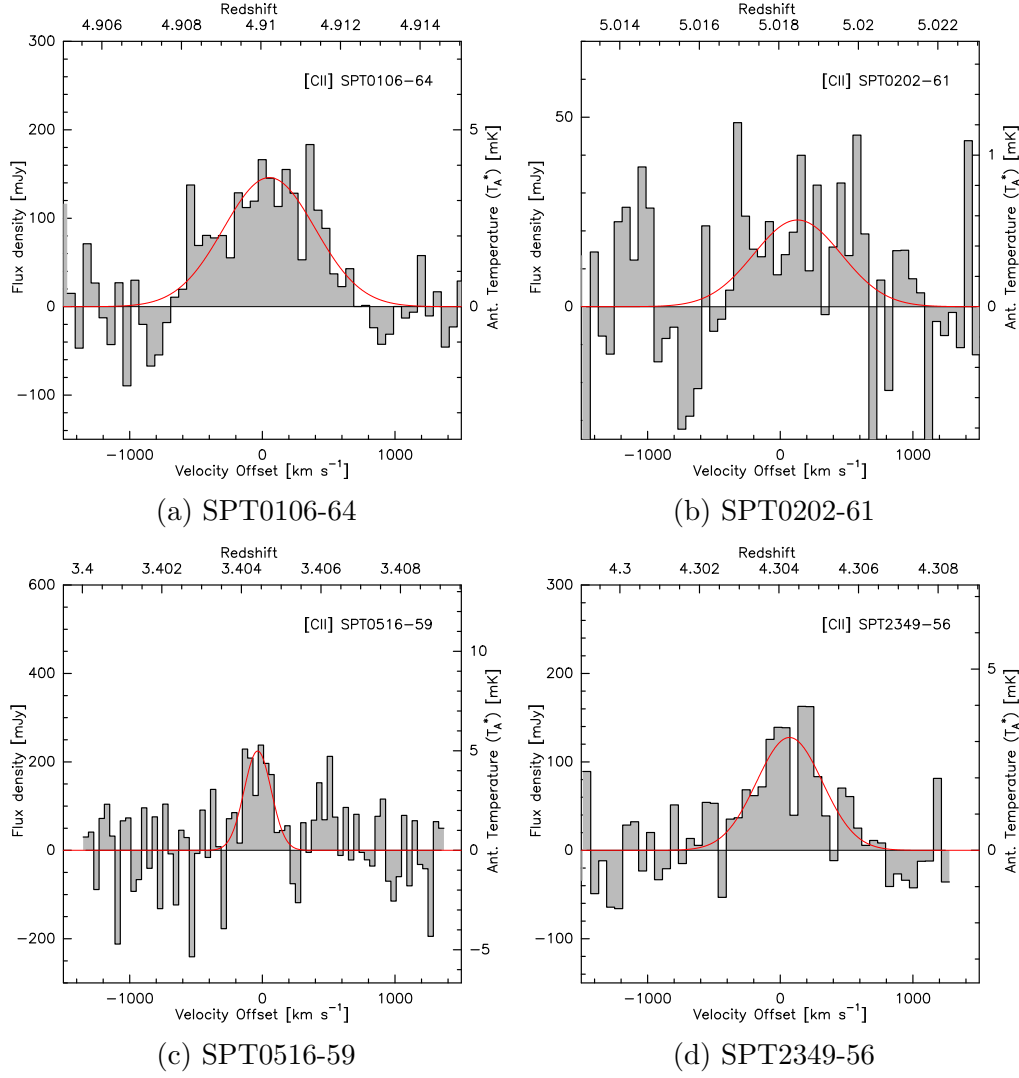 Redshift
4.906 4.908 4.91 4.912 4.914
300
200
100
0
−100
5
0
Flux density [mJy]
Ant. Temperature (T_A^*) [mK]
[CII] SPT0106−64
−1000 0 1000
Velocity Offset [km s⁻¹]
(a) SPT0106-64
Redshift
5.014 5.016 5.018 5.02 5.022
50
0
1
0
Flux density [mJy]
Ant. Temperature (T_A^*) [mK]
[CII] SPT0202−61
−1000 0 1000
Velocity Offset [km s⁻¹]
(b) SPT0202-61
Redshift
3.4 3.402 3.404 3.406 3.408
600
400
200
0
−200
10
5
0
−5
Flux density [mJy]
Ant. Temperature (T_A^*) [mK]
[CII] SPT0516−59
−1000 0 1000
Velocity Offset [km s⁻¹]
(c) SPT0516-59
Redshift
4.3 4.302 4.304 4.306 4.308
300
200
100
0
−100
5
0
Flux density [mJy]
Ant. Temperature (T_A^*) [mK]
[CII] SPT2349−56
−1000 0 1000
Velocity Offset [km s⁻¹]
(d) SPT2349-56